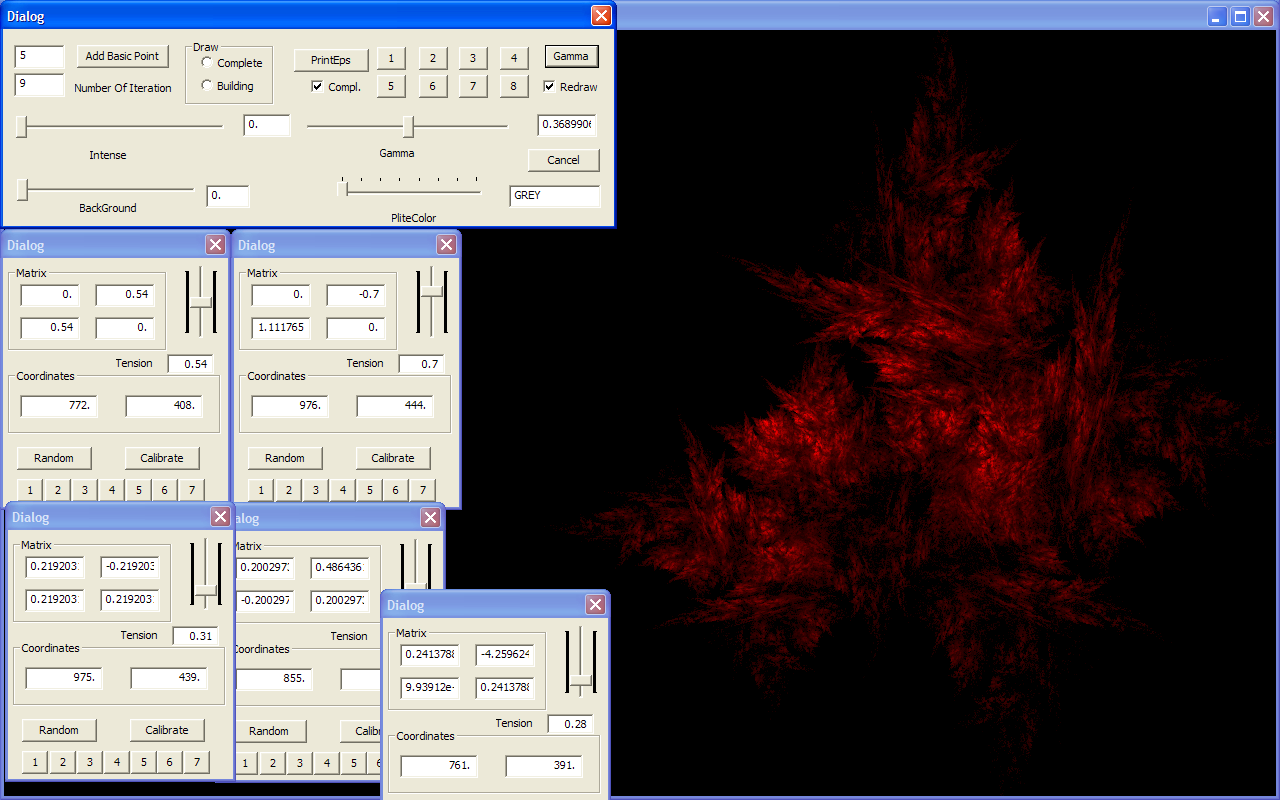 Dialog
5 Add Basic Point Draw Complete PrintEps 1 2 3 4 Gamma
9 Number Of Iteration Building Compl. 5 6 7 8 Redraw
0. 0.368990
Intense Gamma Cancel
0. GREY
BackGround PliteColor
Dialog
Matrix
0. 0.54
0.54 0.
Tension 0.54
Coordinates
772. 408.
Random Calibrate
1 2 3 4 5 6 7
Dialog
Matrix
0. -0.7
1.111765 0.
Tension 0.7
Coordinates
976. 444.
Random Calibrate
1 2 3 4 5 6 7
Dialog
Matrix
0.219203 -0.219203
0.219203 0.219203
Tension 0.31
Coordinates
975. 439.
Random Calibrate
1 2 3 4 5 6 7
alog
Matrix
0.200297 0.486436
-0.200297 0.200297
Tension
Coordinates
855.
Random Calib
1 2 3 4 5 6
Dialog
Matrix
0.241378 -4.259624
9.93912e- 0.241378
Tension 0.28
Coordinates
761. 391.